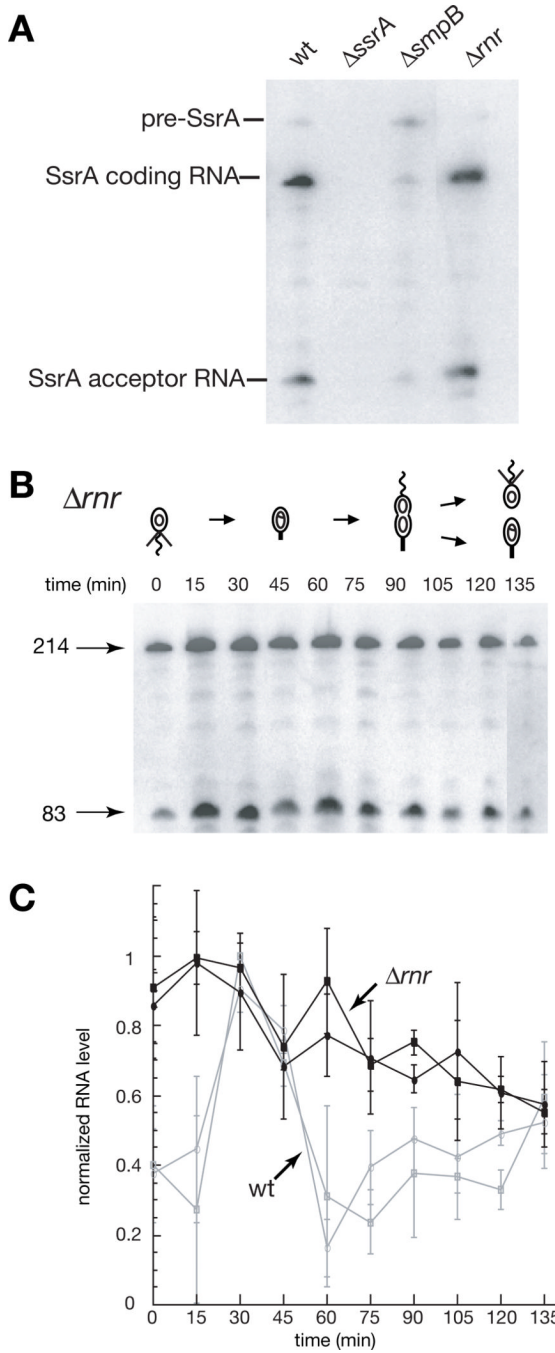 A
wt ΔssrA ΔsmpB Δrnr
pre-SsrA
SsrA coding RNA
SsrA acceptor RNA
B
Δrnr
time (min) 0 15 30 45 60 75 90 105 120 135
214
83
C
1
0.8
0.6
0.4
0.2
0
normalized RNA level
Δrnr
wt
0 15 30 45 60 75 90 105 120 135
time (min)